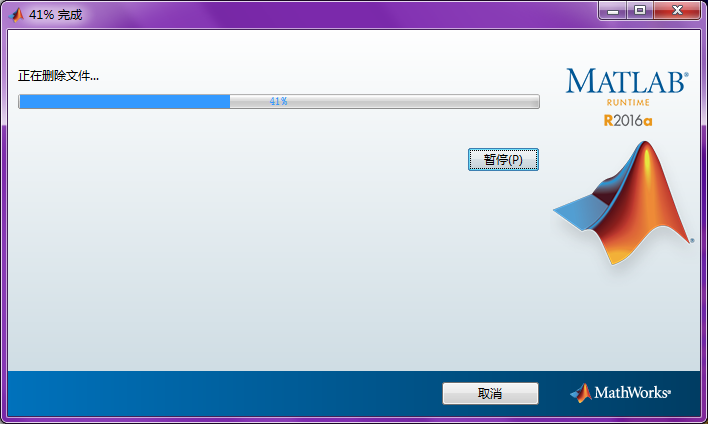 41% 完成
正在删除文件...
41%
MATLAB®
RUNTIME
R2016a
暂停(P)
®
取消
MathWorks®